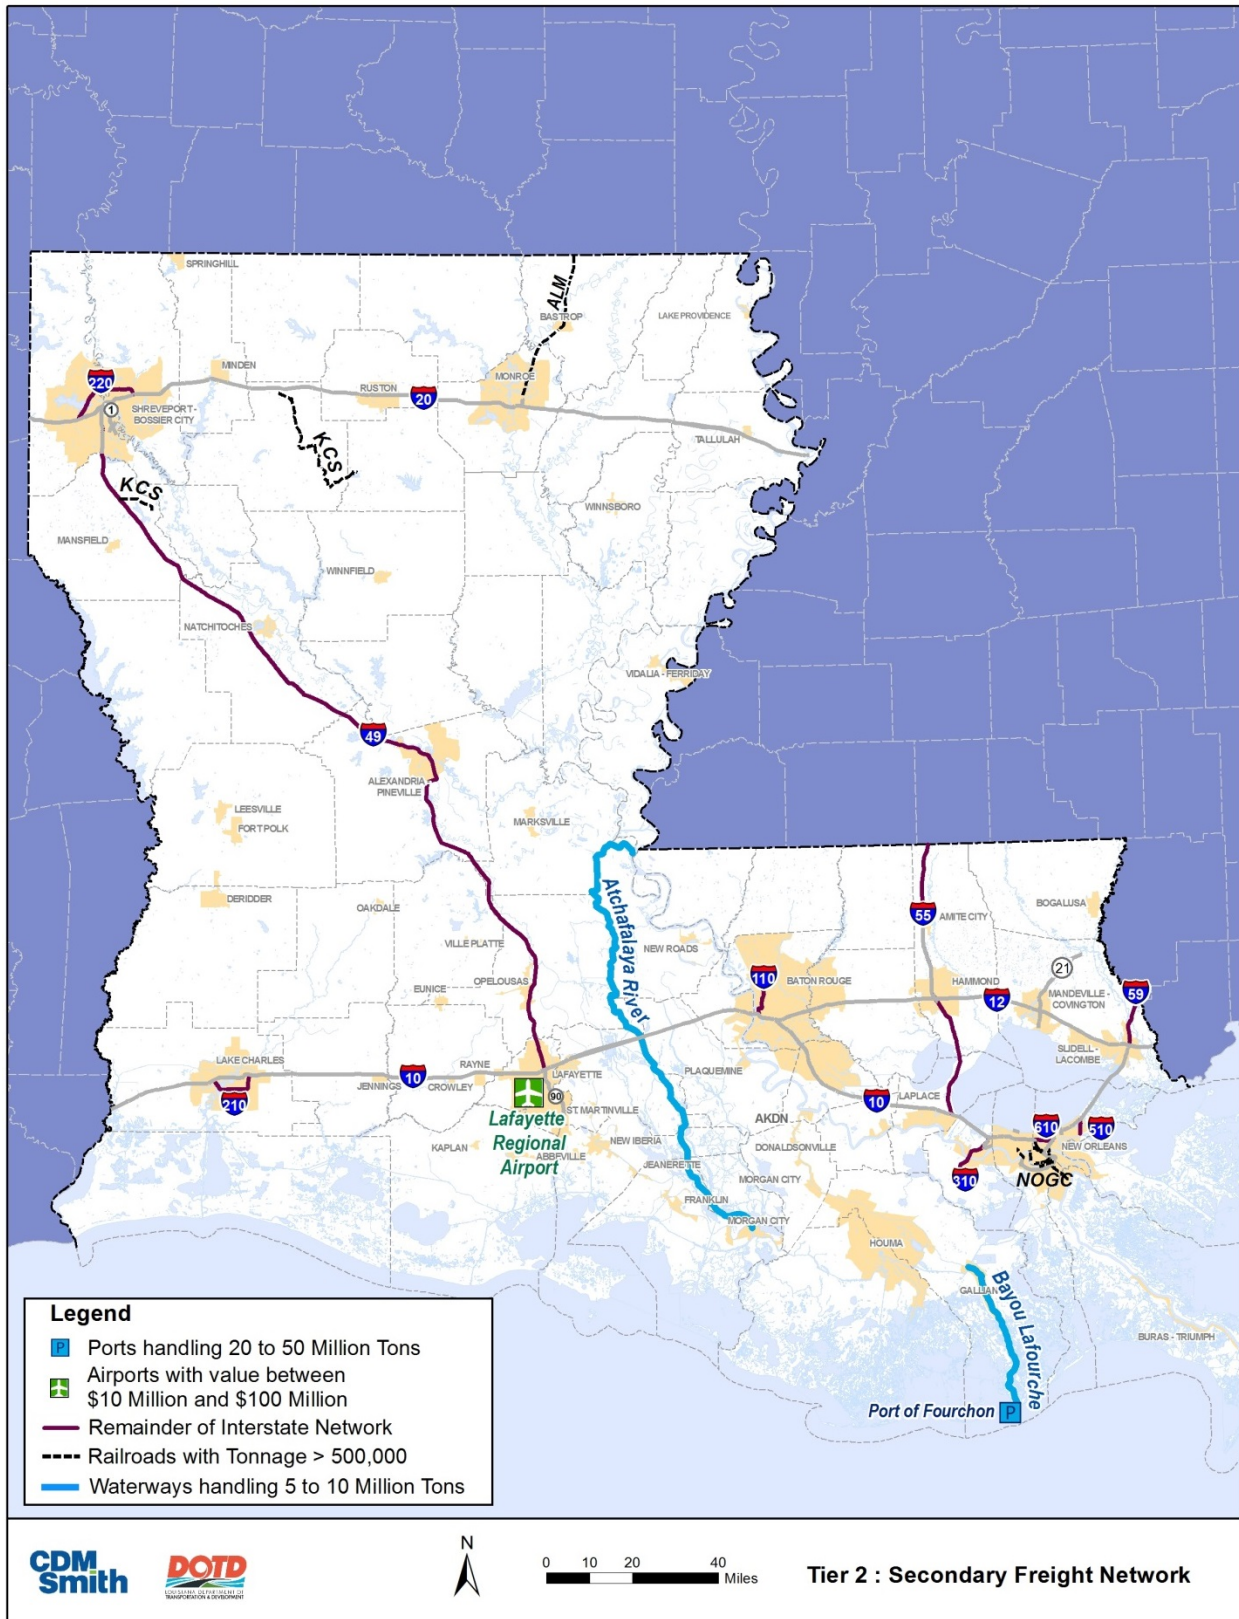 SPRINGHILL
ALM
BASTROP
LAKE PROVIDENCE
220
MINDEN
MONROE
RUSTON
20
1
SHREVEPORT -
BOSSIER CITY
KCS
TALLULAH
KCS
WINNSBORO
MANSFIELD
WINNFIELD
NATCHITOCHES
VIDALIA - FERRIDAY
49
ALEXANDRIA
PINEVILLE
LEESVILLE
FORT POLK
MARKSVILLE
DERIDDER
OAKDALE
Atchafalaya River
55
AMITE CITY
BOGALUSA
VILLE PLATTE
NEW ROADS
OPELOUSAS
EUNICE
110
BATON ROUGE
HAMMOND
21
12
MANDEVILLE -
COVINGTON
59
SLIDELL -
LACOMBE
LAKE CHARLES
RAYNE
LAFAYETTE
10
JENNINGS
CROWLEY
PLAQUEMINE
210
90
10
LAPLACE
ST. MARTINVILLE
AKDN
610
510
Lafayette
Regional
Airport
KAPLAN
ABBEVILLE
NEW IBERIA
DONALDSONVILLE
NEW ORLEANS
JEANERETTE
310
NOGC
MORGAN CITY
FRANKLIN
MORGAN CITY
HOUMA
GALLIAN
Bayou Lafourche
BURAS - TRIUMPH
Port of Fourchon
P
Legend
P Ports handling 20 to 50 Million Tons
Airports with value between
$10 Million and $100 Million
Remainder of Interstate Network
Railroads with Tonnage > 500,000
Waterways handling 5 to 10 Million Tons
CDM
Smith
DOTD
LOUISIANA DEPARTMENT OF
TRANSPORTATION & DEVELOPMENT
N
0 10 20 40
Miles
Tier 2 : Secondary Freight Network